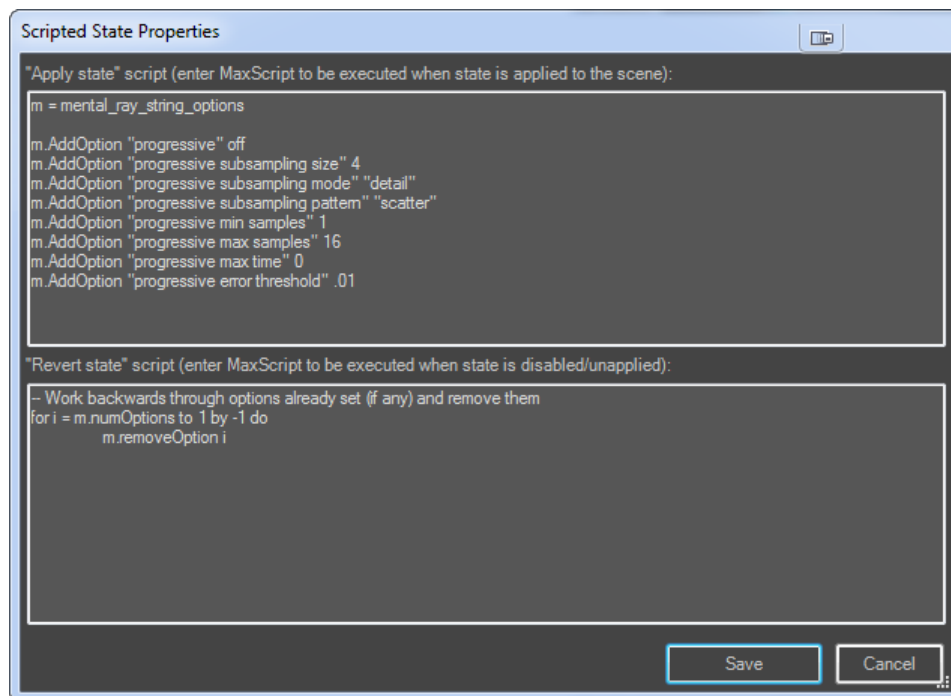 Scripted State Properties
"Apply state" script (enter MaxScript to be executed when state is applied to the scene):
m = mental_ray_string_options
m.AddOption "progressive" off
m.AddOption "progressive subsampling size" 4
m.AddOption "progressive subsampling mode" "detail"
m.AddOption "progressive subsampling pattern" "scatter"
m.AddOption "progressive min samples" 1
m.AddOption "progressive max samples" 16
m.AddOption "progressive max time" 0
m.AddOption "progressive error threshold" .01
"Revert state" script (enter MaxScript to be executed when state is disabled/unapplied):
-- Work backwards through options already set (if any) and remove them
for i = m.numOptions to 1 by -1 do
m.removeOption i
Save
Cancel